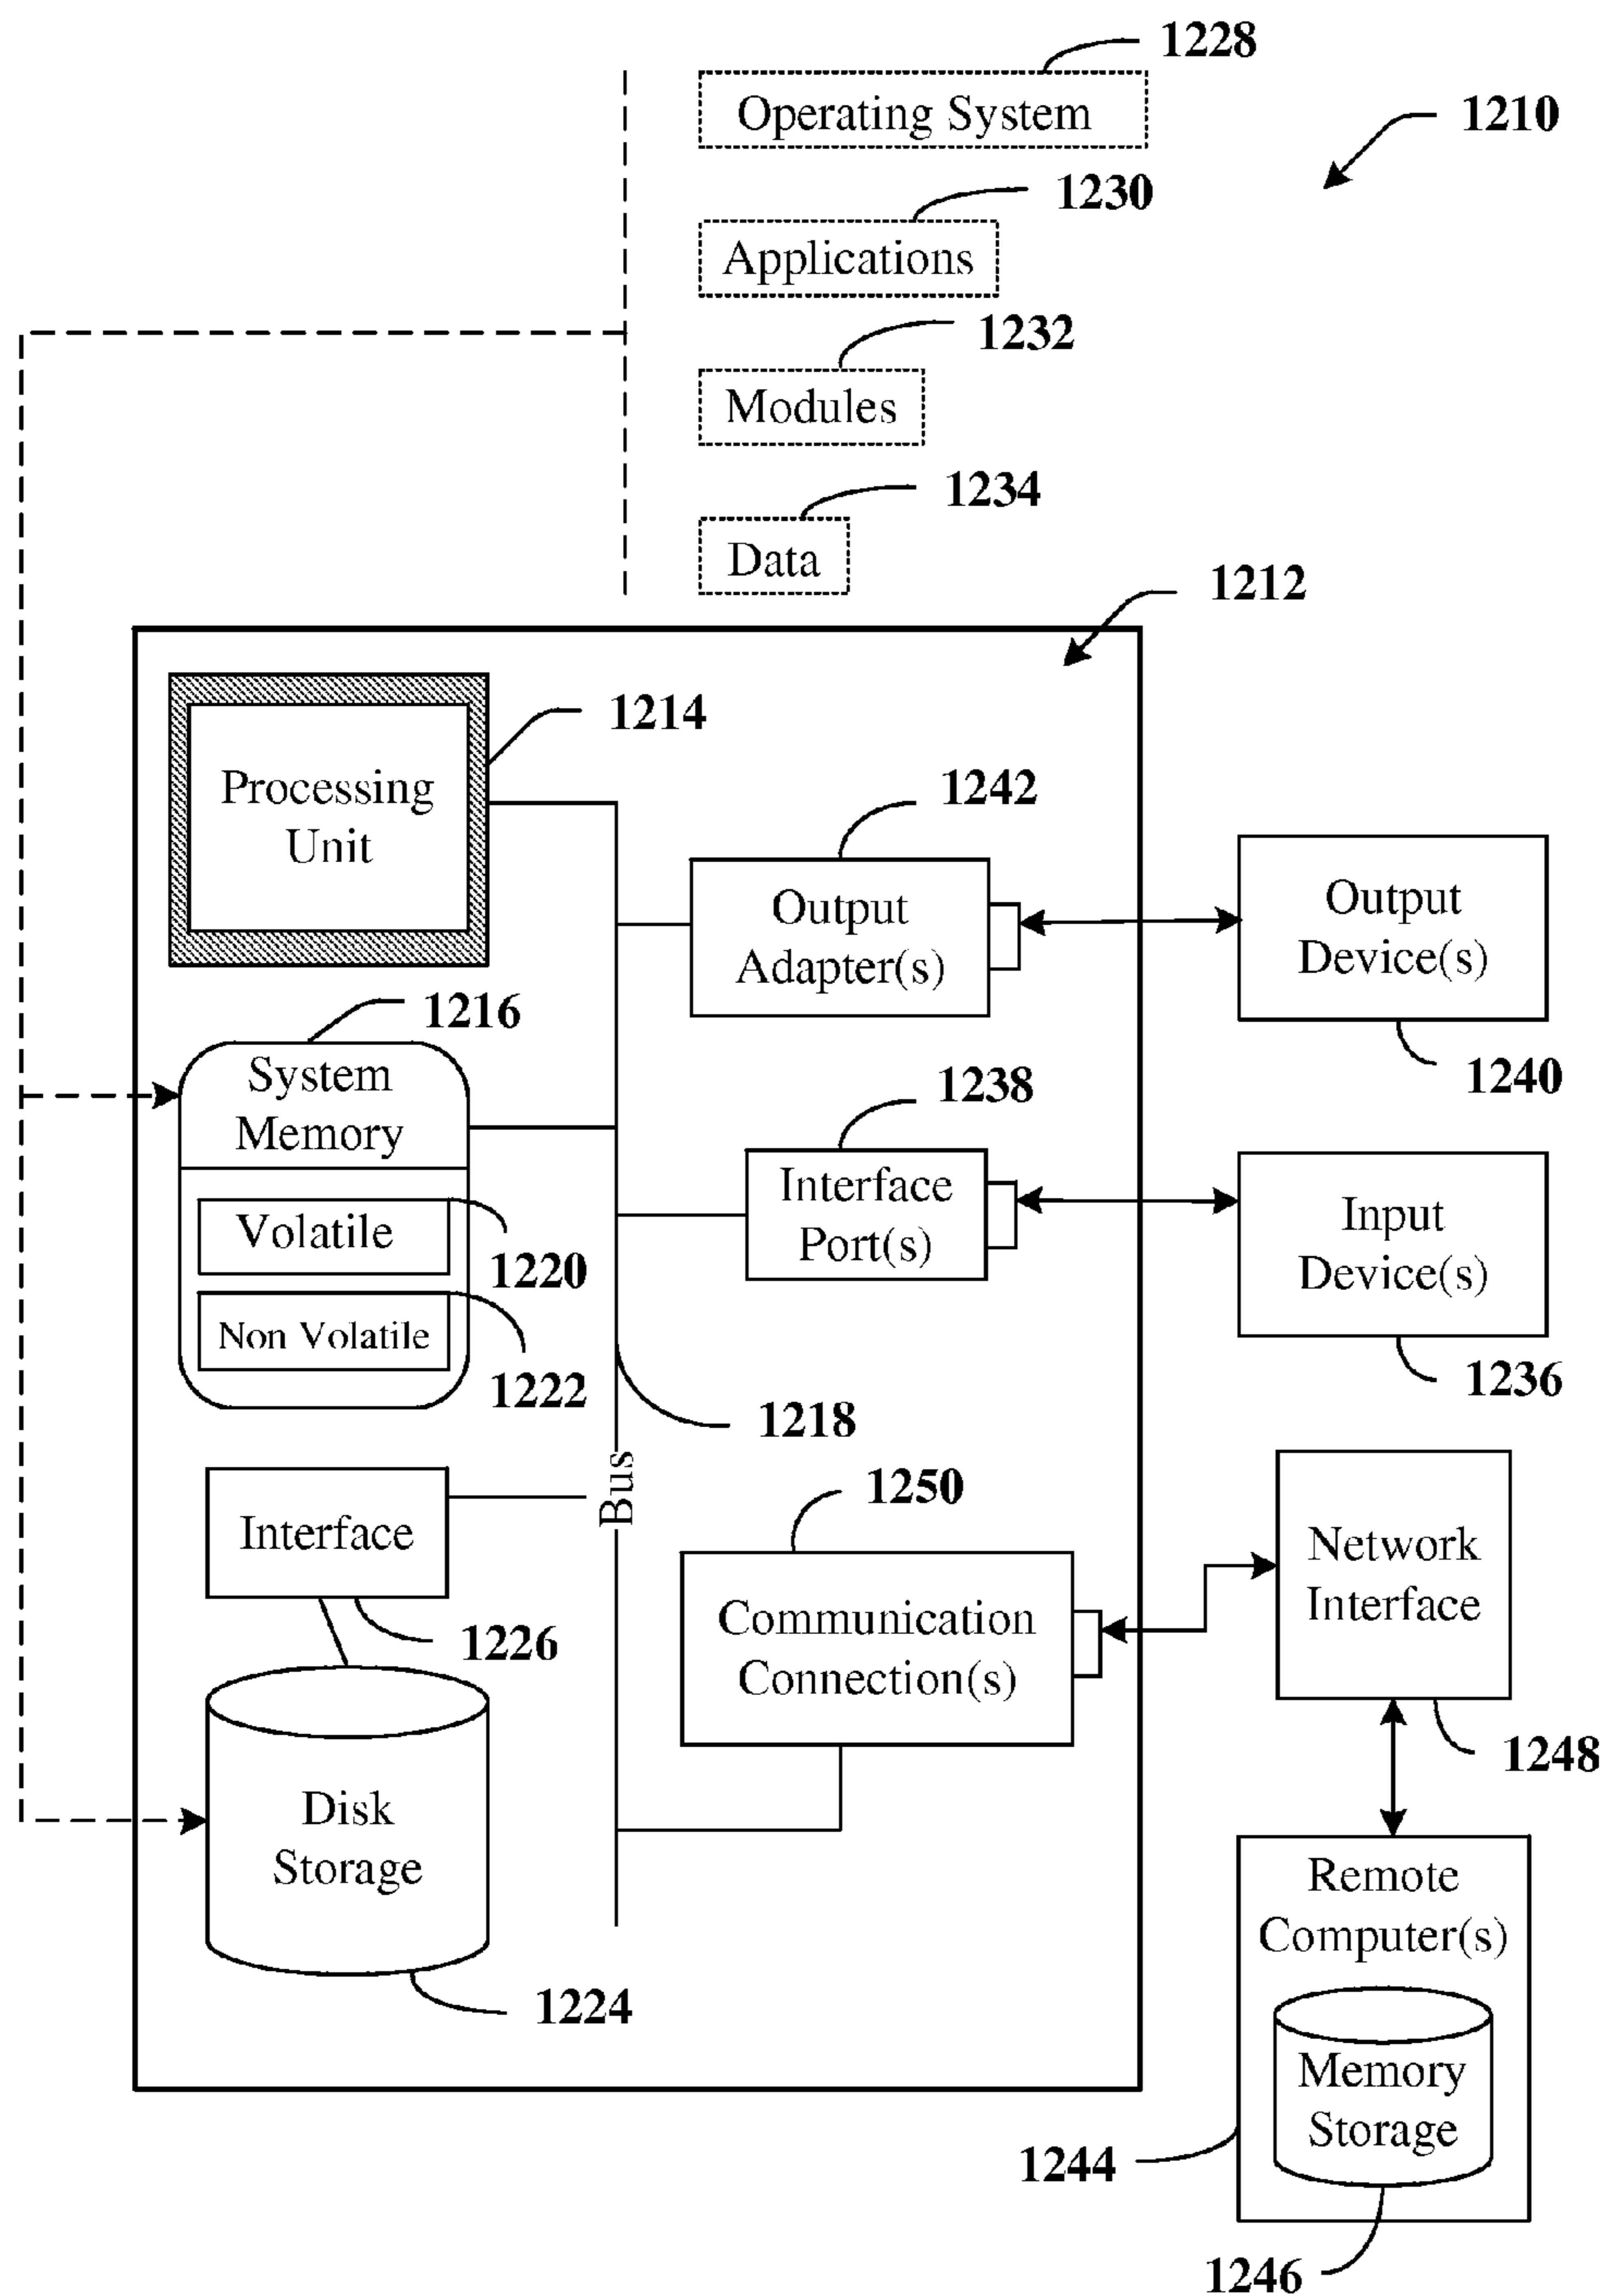 1228
Operating System
1210
1230
Applications
1232
Modules
1234
Data
1212
1214
Processing
Unit
1242
Output
Adapter(s)
Output
Device(s)
1240
1216
System
Memory
1238
Interface
Port(s)
Input
Device(s)
1236
Volatile
1220
Non Volatile
1222
1218
Bus
1250
Interface
1226
Communication
Connection(s)
Network
Interface
1248
Disk
Storage
1224
Remote
Computer(s)
Memory
Storage
1244
1246